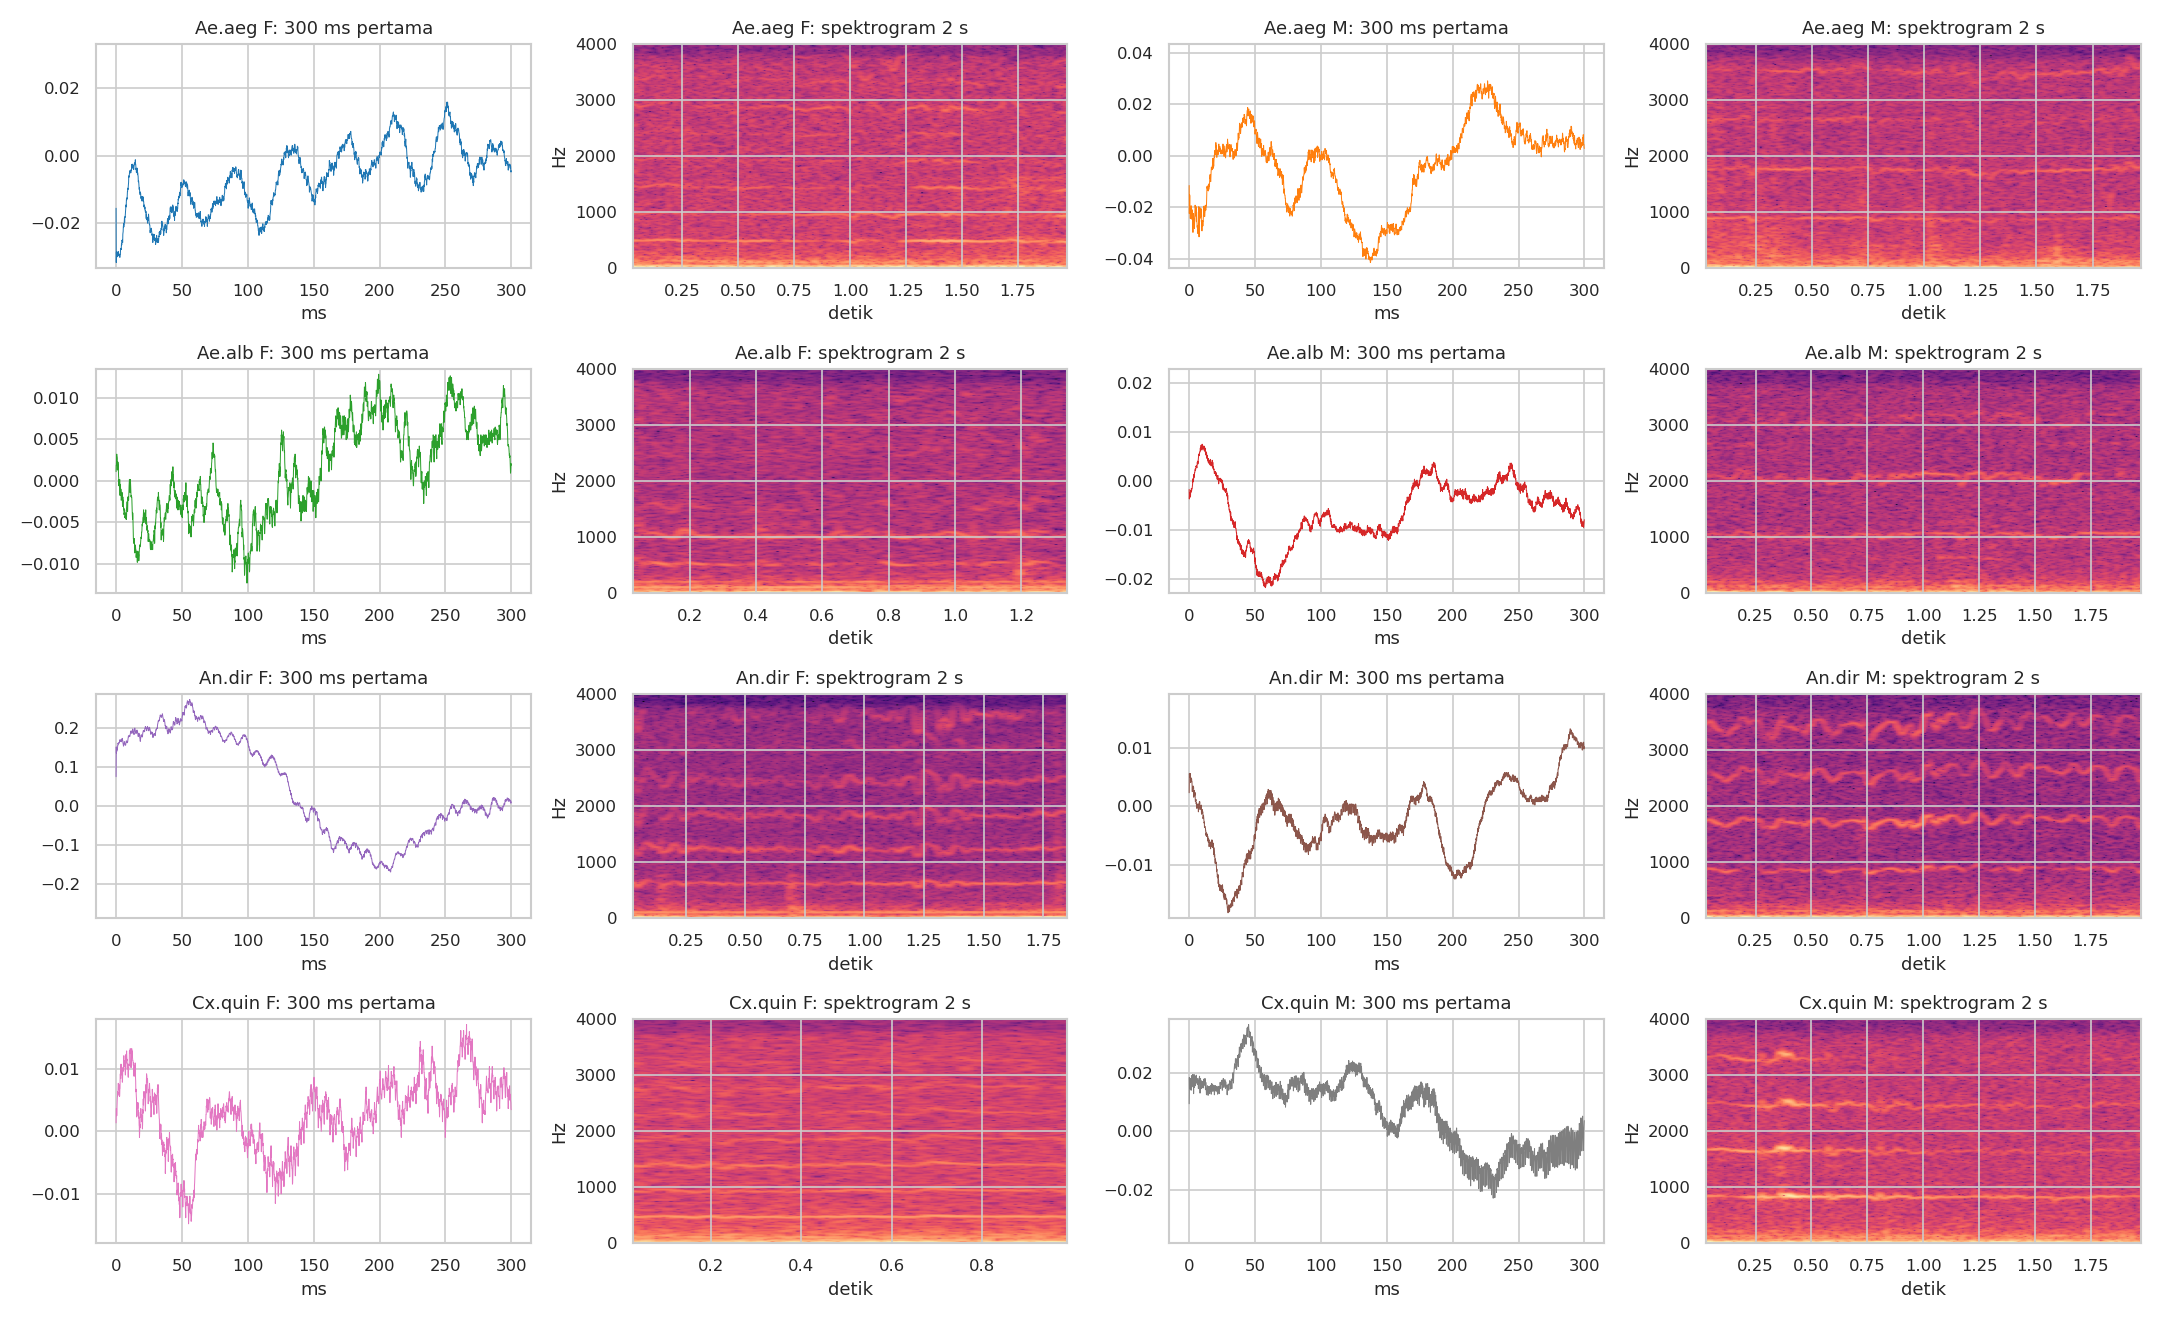 Ae.aeg F: 300 ms pertama
0.02
0.00
−0.02
0 50 100 150 200 250 300
ms
Ae.aeg F: spektrogram 2 s
4000
3000
2000
1000
0
Hz
0.25 0.50 0.75 1.00 1.25 1.50 1.75
detik
Ae.aeg M: 300 ms pertama
0.04
0.02
0.00
−0.02
−0.04
0 50 100 150 200 250 300
ms
Ae.aeg M: spektrogram 2 s
4000
3000
2000
1000
0
Hz
0.25 0.50 0.75 1.00 1.25 1.50 1.75
detik
Ae.alb F: 300 ms pertama
0.010
0.005
0.000
−0.005
−0.010
0 50 100 150 200 250 300
ms
Ae.alb F: spektrogram 2 s
4000
3000
2000
1000
0
Hz
0.2 0.4 0.6 0.8 1.0 1.2
detik
Ae.alb M: 300 ms pertama
0.02
0.01
0.00
−0.01
−0.02
0 50 100 150 200 250 300
ms
Ae.alb M: spektrogram 2 s
4000
3000
2000
1000
0
Hz
0.25 0.50 0.75 1.00 1.25 1.50 1.75
detik
An.dir F: 300 ms pertama
0.2
0.1
0.0
−0.1
−0.2
0 50 100 150 200 250 300
ms
An.dir F: spektrogram 2 s
4000
3000
2000
1000
0
Hz
0.25 0.50 0.75 1.00 1.25 1.50 1.75
detik
An.dir M: 300 ms pertama
0.01
0.00
−0.01
0 50 100 150 200 250 300
ms
An.dir M: spektrogram 2 s
4000
3000
2000
1000
0
Hz
0.25 0.50 0.75 1.00 1.25 1.50 1.75
detik
Cx.quin F: 300 ms pertama
0.01
0.00
−0.01
0 50 100 150 200 250 300
ms
Cx.quin F: spektrogram 2 s
4000
3000
2000
1000
0
Hz
0.2 0.4 0.6 0.8
detik
Cx.quin M: 300 ms pertama
0.02
0.00
−0.02
0 50 100 150 200 250 300
ms
Cx.quin M: spektrogram 2 s
4000
3000
2000
1000
0
Hz
0.25 0.50 0.75 1.00 1.25 1.50 1.75
detik